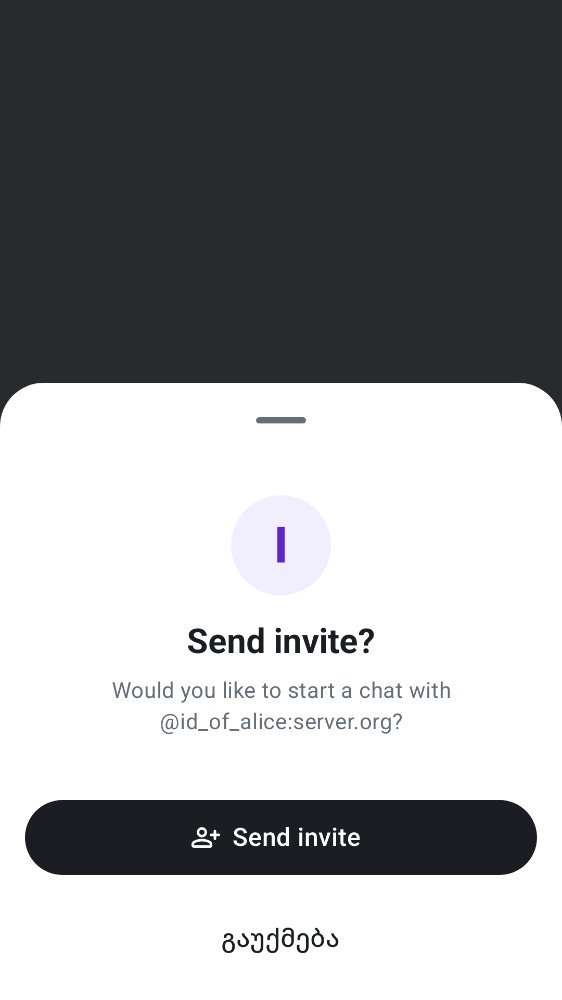 I
Send invite?
Would you like to start a chat with
@id_of_alice:server.org?
Send invite
გაუქმება